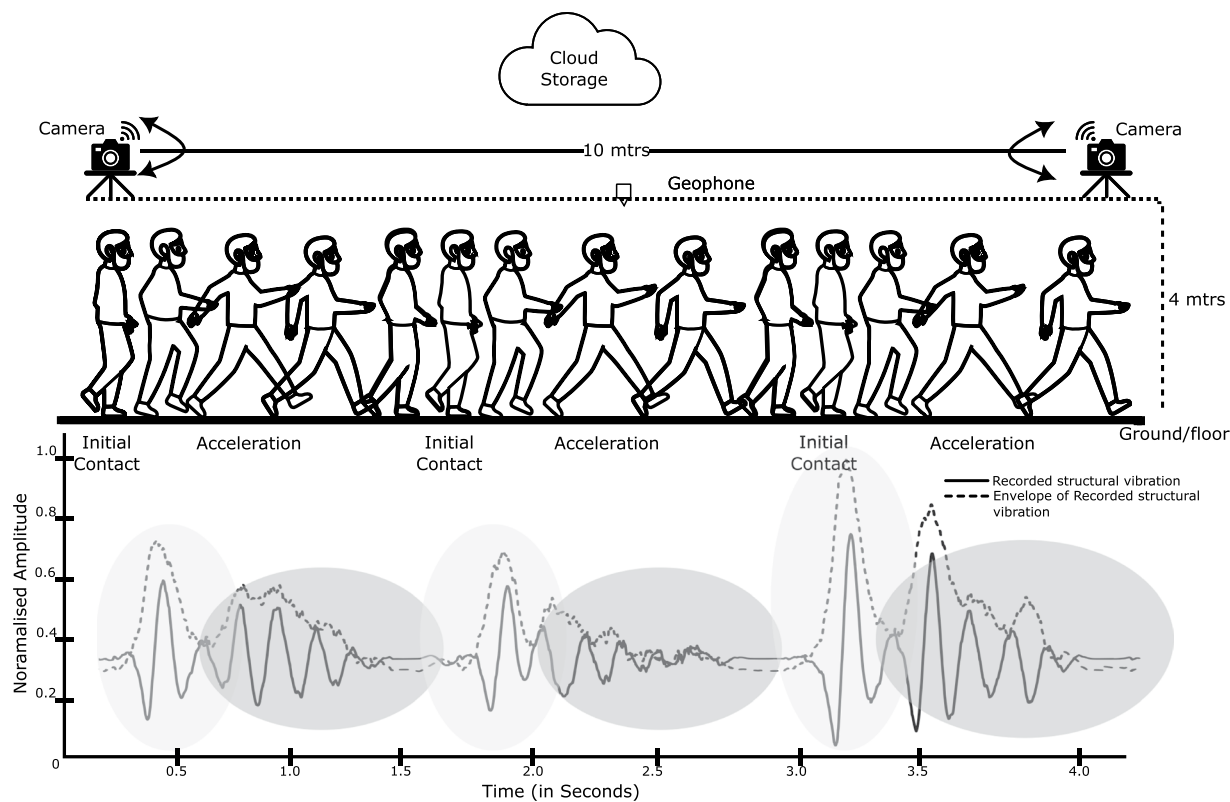 Cloud
Storage
Camera
Camera
10 mtrs
Geophone
4 mtrs
Ground/floor
Initial
Contact
Acceleration
Initial
Contact
Acceleration
Initial
Contact
Acceleration
Recorded structural vibration
Envelope of Recorded structural
vibration
Noramalised Amplitude
1.0
0.8
0.6
0.4
0.2
0
0.5
1.0
1.5
2.0
2.5
3.0
3.5
4.0
Time (in Seconds)